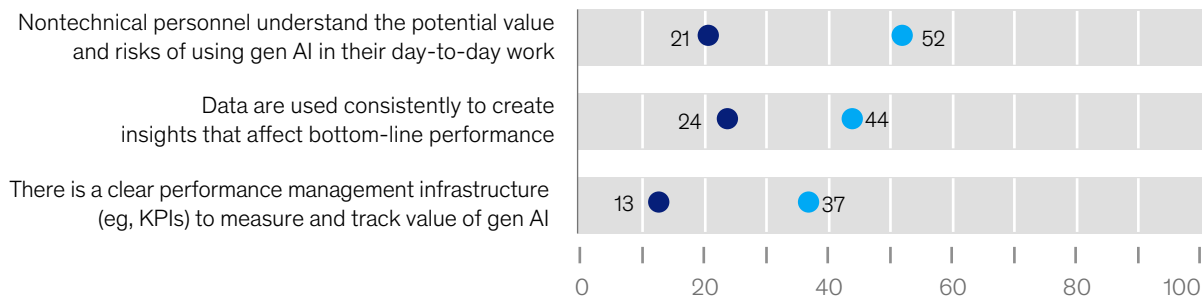 Nontechnical personnel understand the potential value
and risks of using gen AI in their day-to-day work
21
52
Data are used consistently to create
insights that affect bottom-line performance
24
44
There is a clear performance management infrastructure
(eg, KPIs) to measure and track value of gen AI
13
37
0 20 40 60 80 100